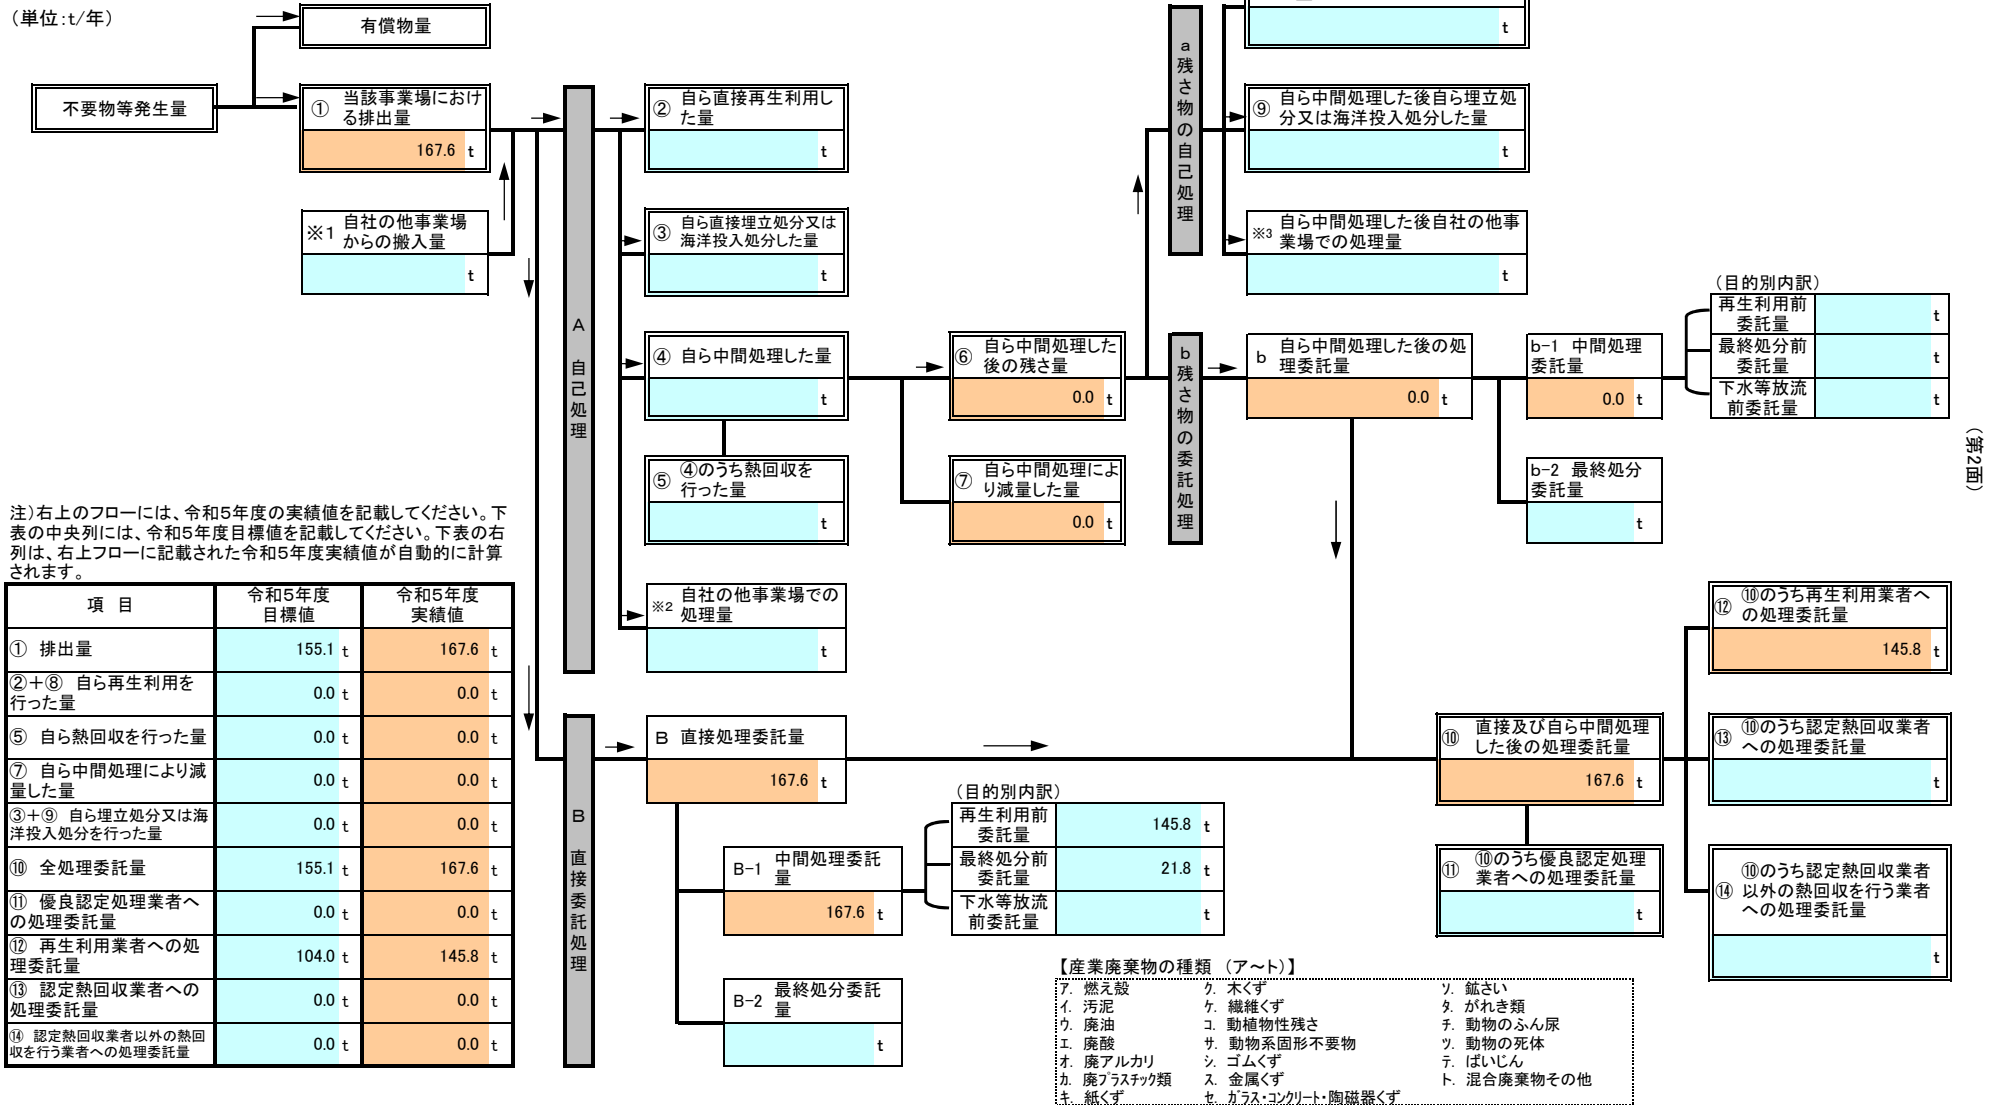 (単位:t/年)
有償物量
不要物等発生量
① 当該事業場におけ
る排出量
167.6 t
※1 自社の他事業場
からの搬入量
t
A 自己処理
② 自ら直接再生利用し
た量
t
③ 自ら直接埋立処分又は
海洋投入処分した量
t
④ 自ら中間処理した量
t
⑤ ④のうち熱回収を
行った量
t
※2 自社の他事業場での
処理量
t
⑥ 自ら中間処理した
後の残さ量
0.0 t
⑦ 自ら中間処理によ
り減量した量
0.0 t
a残さ物の自己処理
t
⑨ 自ら中間処理した後自ら埋立処
分又は海洋投入処分した量
t
※3 自ら中間処理した後自社の他事
業場での処理量
t
b残さ物の委託処理
b 自ら中間処理した後の処
理委託量
0.0 t
b-1 中間処理
委託量
0.0 t
b-2 最終処分
委託量
t
(目的別内訳)
再生利用前
委託量
t
最終処分前
委託量
t
下水等放流
前委託量
t
(第2面)
注)右上のフローには、令和5年度の実績値を記載してください。下
表の中央列には、令和5年度目標値を記載してください。下表の右
列は、右上フローに記載された令和5年度実績値が自動的に計算
されます。
項 目 令和5年度 令和5年度
目標値 実績値
① 排出量 155.1 t 167.6 t
②+⑧ 自ら再生利用を
行った量 0.0 t 0.0 t
⑤ 自ら熱回収を行った量 0.0 t 0.0 t
⑦ 自ら中間処理により減
量した量 0.0 t 0.0 t
③+⑨ 自ら埋立処分又は海
洋投入処分を行った量 0.0 t 0.0 t
⑩ 全処理委託量 155.1 t 167.6 t
⑪ 優良認定処理業者へ
の処理委託量 0.0 t 0.0 t
⑫ 再生利用業者への処
理委託量 104.0 t 145.8 t
⑬ 認定熱回収業者への
処理委託量 0.0 t 0.0 t
⑭ 認定熱回収業者以外の熱回
収を行う業者への処理委託量 0.0 t 0.0 t
B 直接委託処理
B 直接処理委託量
167.6 t
B-1 中間処理委託
量
167.6 t
B-2 最終処分委託
量
t
(目的別内訳)
再生利用前
委託量
145.8 t
最終処分前
委託量
21.8 t
下水等放流
前委託量
t
⑩ 直接及び自ら中間処理
した後の処理委託量
167.6 t
⑪ ⑩のうち優良認定処理
業者への処理委託量
t
⑫ ⑩のうち再生利用業者へ
の処理委託量
145.8 t
⑬ ⑩のうち認定熱回収業者
への処理委託量
t
⑭ ⑩のうち認定熱回収業者
以外の熱回収を行う業者
への処理委託量
t
【産業廃棄物の種類 (ア~ト)】
ア. 燃え殻 ク. 木くず ソ. 鉱さい
イ. 汚泥 ケ. 繊維くず タ. がれき類
ウ. 廃油 コ. 動植物性残さ チ. 動物のふん尿
エ. 廃酸 サ. 動物系固形不要物 ツ. 動物の死体
オ. 廃アルカリ シ. ゴムくず テ. ばいじん
カ. 廃プラスチック類 ス. 金属くず ト. 混合廃棄物その他
キ. 紙くず セ. ガラス・コンクリート・陶磁器くず